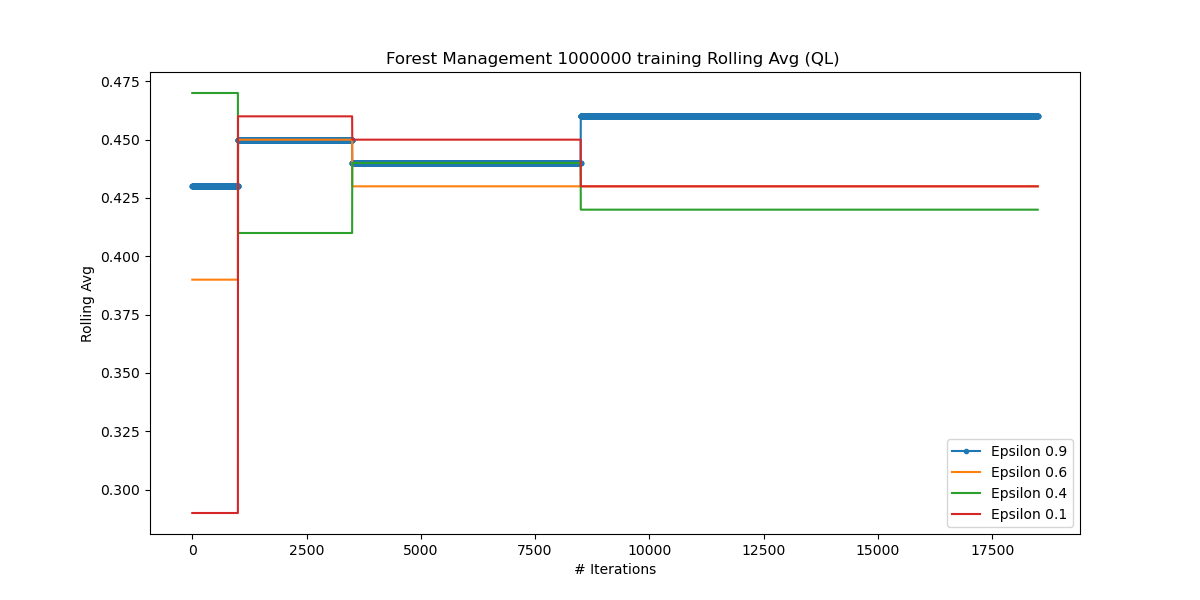 Forest Management 1000000 training Rolling Avg (QL)
0.475
0.450
0.425
0.400
0.375
0.350
0.325
0.300
Rolling Avg
0 2500 5000 7500 10000 12500 15000 17500
# Iterations
Epsilon 0.9
Epsilon 0.6
Epsilon 0.4
Epsilon 0.1